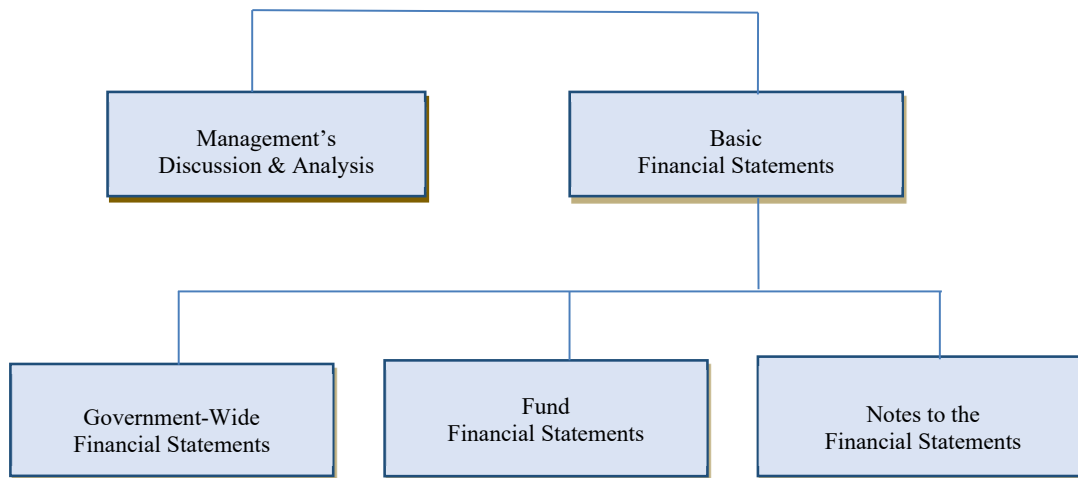 Management’s
Discussion & Analysis
Basic
Financial Statements
Government-Wide
Financial Statements
Fund
Financial Statements
Notes to the
Financial Statements